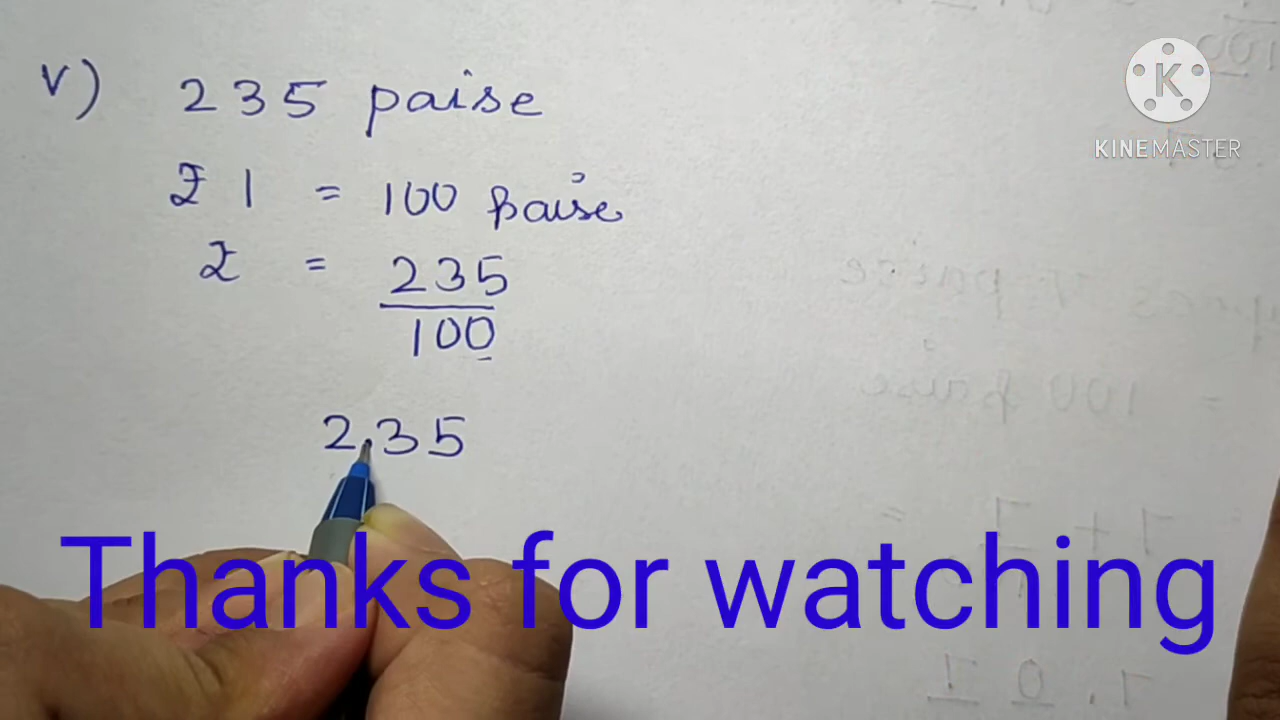 v) 235 paise
₹ 1 = 100 paise
₹ = 235
100
2.35
Thanks for watching
K
KINEMASTER